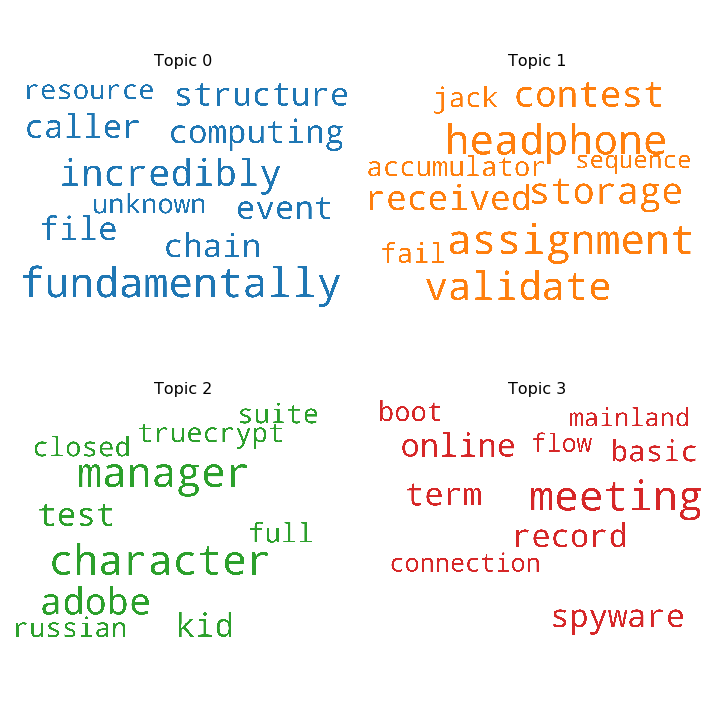 Topic 0
resource
structure
caller
computing
incredibly
unknown
event
file
chain
fundamentally
Topic 1
jack
contest
headphone
accumulator
sequence
received
storage
assignment
fail
validate
Topic 2
suite
truecrypt
closed
manager
test
full
character
adobe
russian
kid
Topic 3
boot
mainland
online
flow
basic
term
meeting
record
connection
spyware